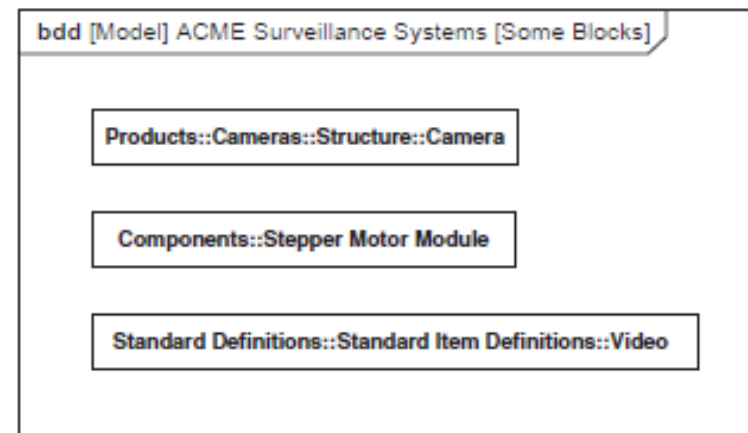 bdd [Model] ACME Surveillance Systems [Some Blocks]
Products::Cameras::Structure::Camera
Components::Stepper Motor Module
Standard Definitions::Standard Item Definitions::Video